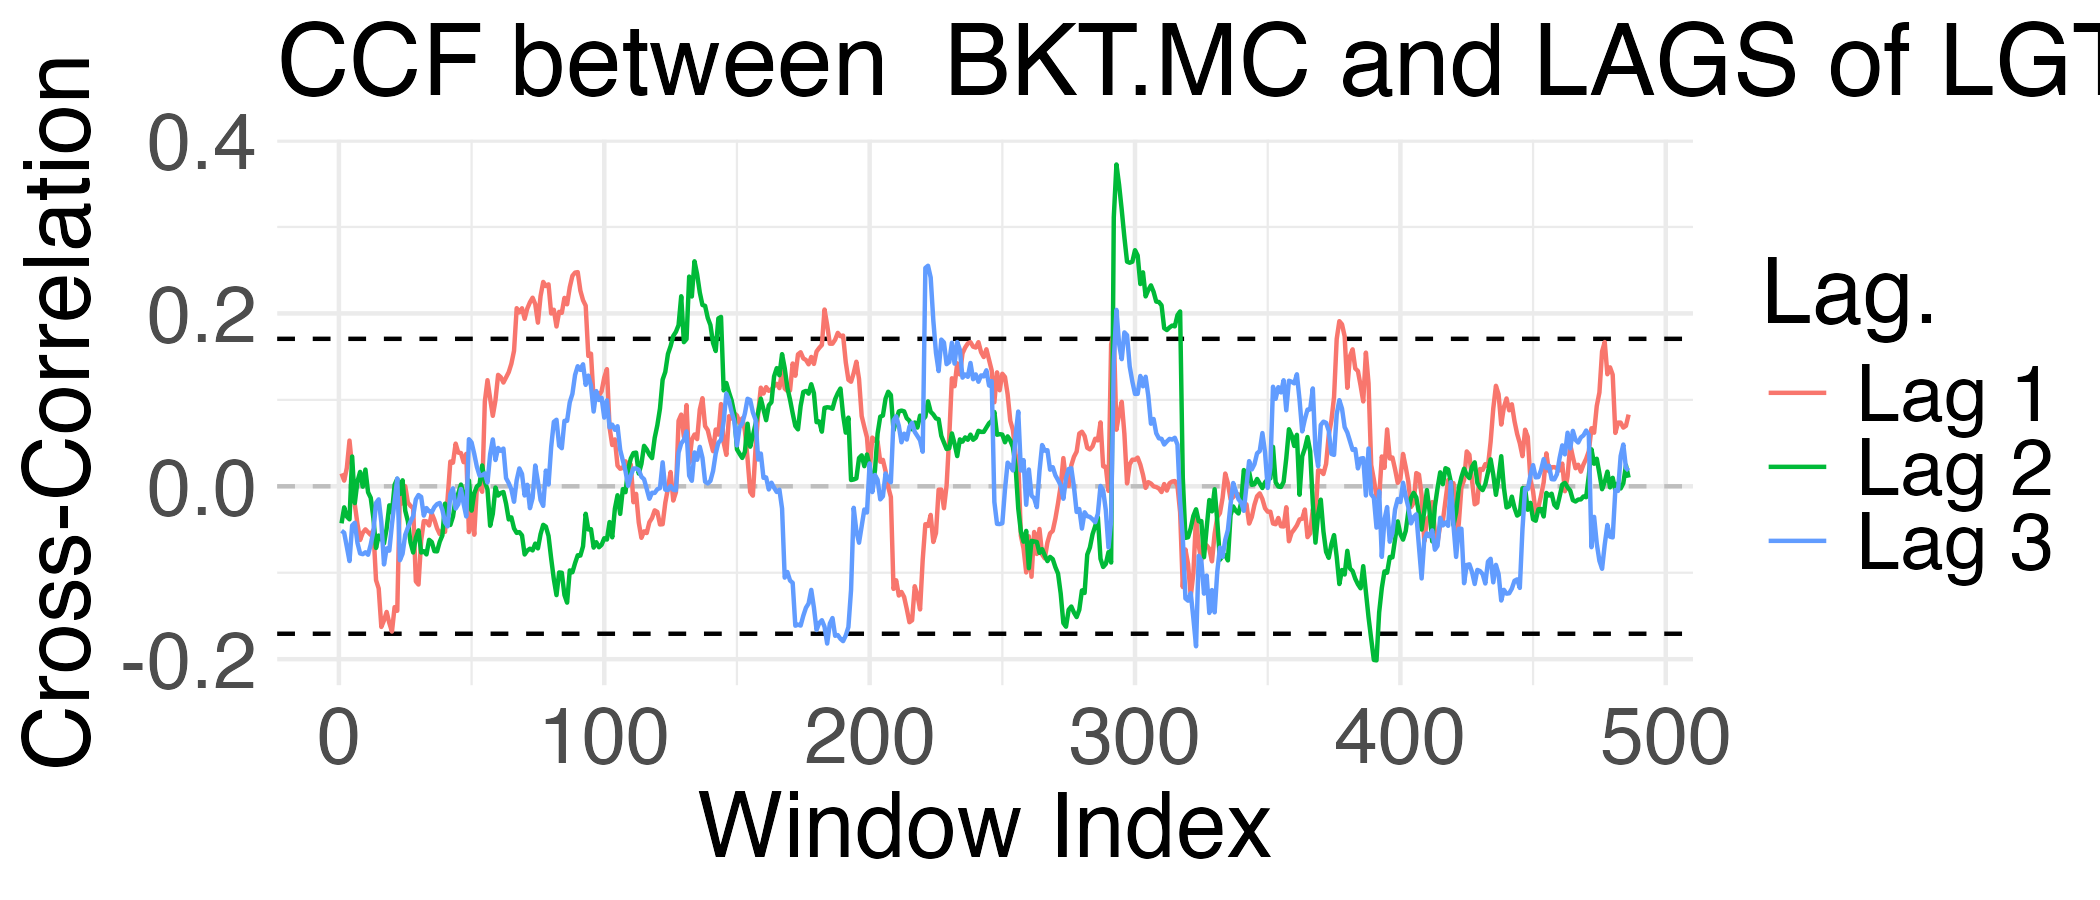 CCF between BKT.MC and LAGS of LGT
Cross-Correlation
0.4
0.2
0.0
-0.2
0
100
200
300
400
500
Window Index
Lag.
Lag 1
Lag 2
Lag 3